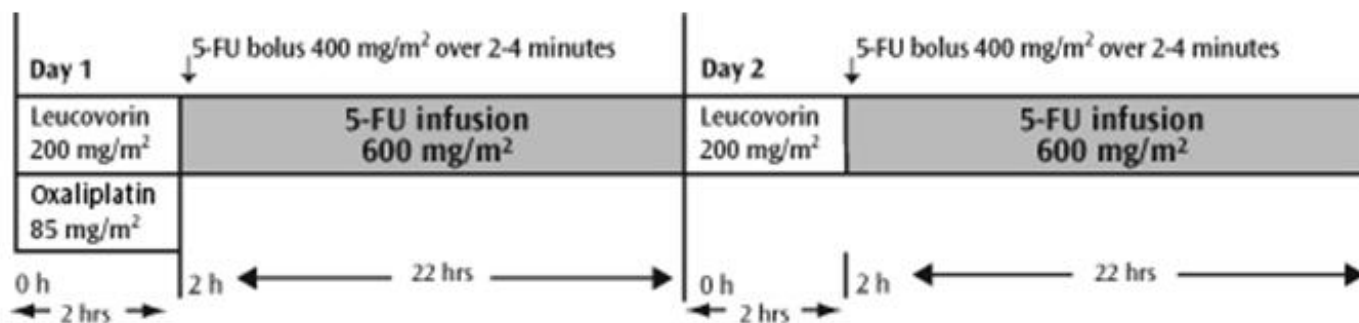 Day 1
5-FU bolus 400 mg/m² over 2-4 minutes
Day 2
5-FU bolus 400 mg/m² over 2-4 minutes
Leucovorin
200 mg/m²
5-FU infusion
600 mg/m²
Leucovorin
200 mg/m²
5-FU infusion
600 mg/m²
Oxaliplatin
85 mg/m²
0 h
2 h
22 hrs
0 h
2 h
22 hrs
2 hrs
2 hrs